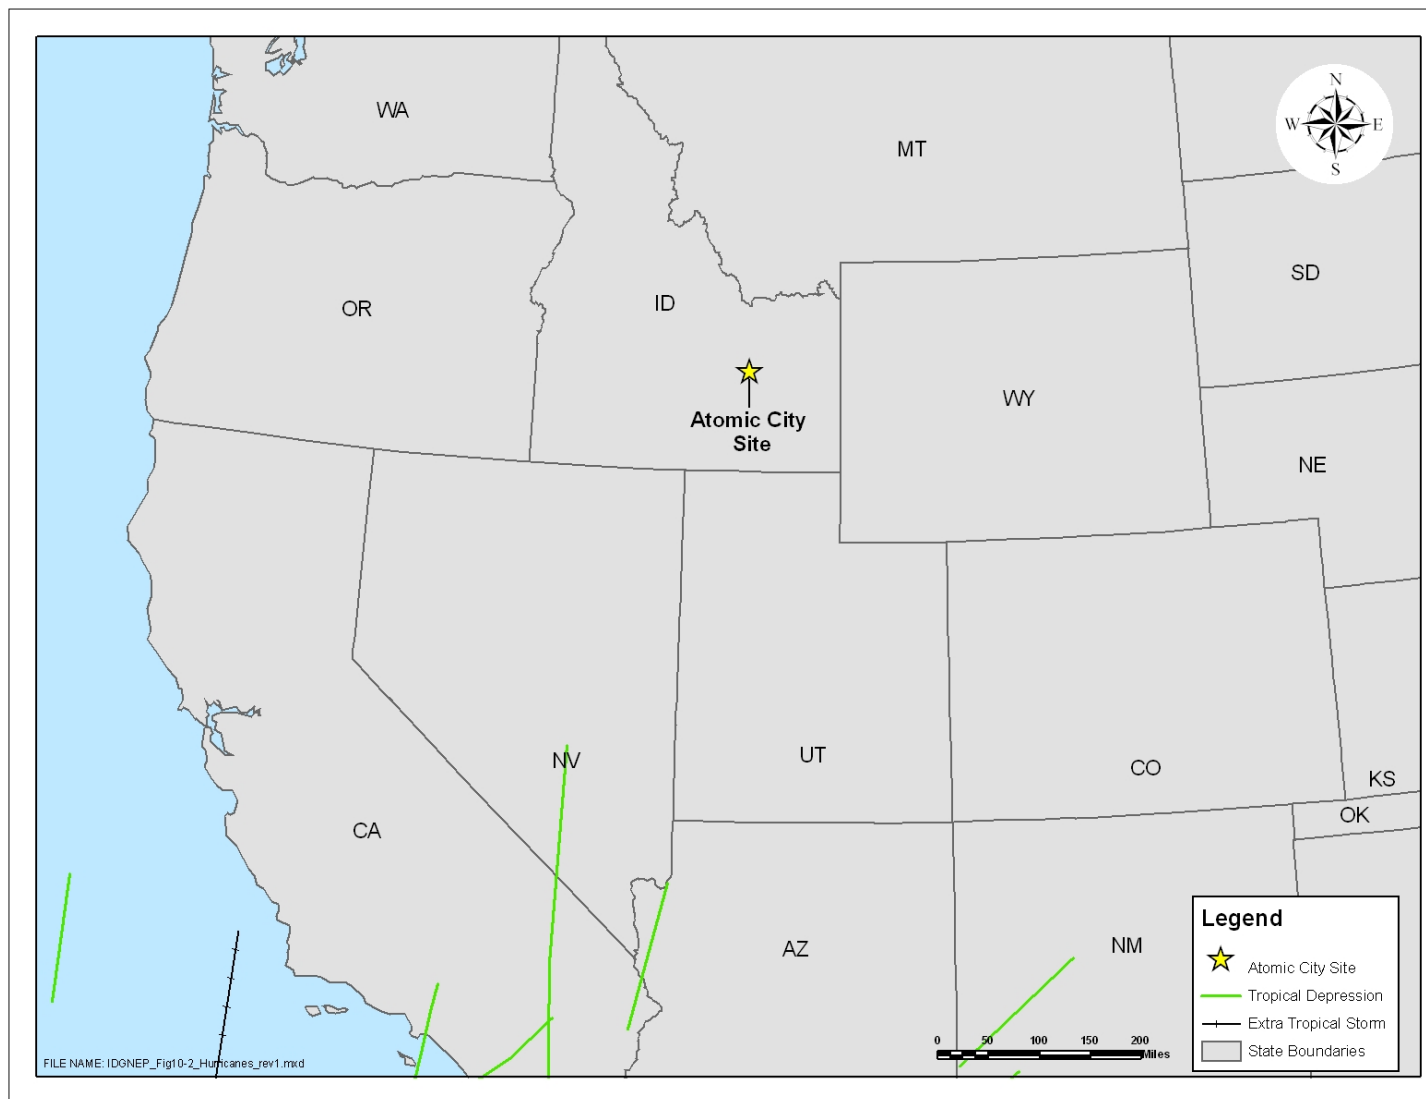 N
W E
S
WA
MT
OR
ID
SD
WY
Atomic City
Site
NE
NV
UT
CO
KS
OK
CA
AZ
NM
Legend
Atomic City Site
Tropical Depression
Extra Tropical Storm
State Boundaries
0 50 100 150 200
Miles
FILE NAME: IDGNEP_Fig10-2_Hurricanes_rev1.mxd